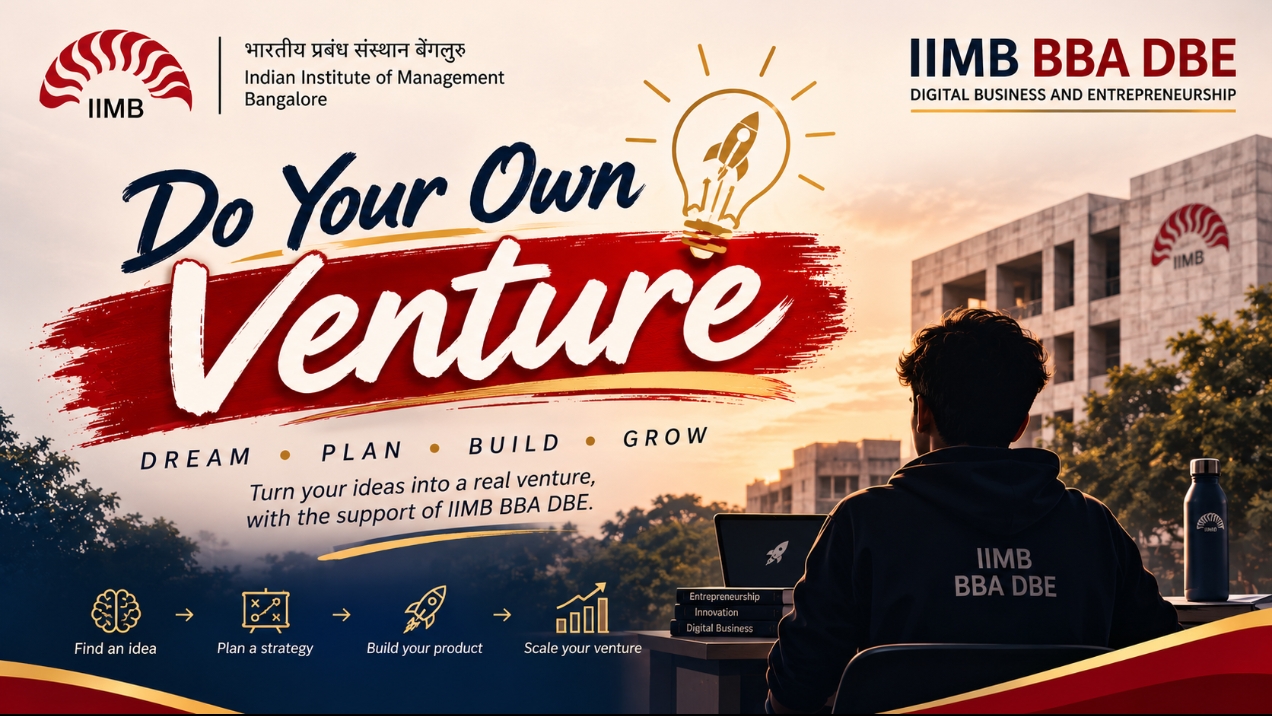 IIMB
भारतीय प्रबंध संस्थान बेंगलुरु
Indian Institute of Management
Bangalore
IIMB BBA DBE
DIGITAL BUSINESS AND ENTREPRENEURSHIP
Do Your Own
Venture
DREAM • PLAN • BUILD • GROW
Turn your ideas into a real venture,
with the support of IIMB BBA DBE.
Find an idea
Plan a strategy
Build your product
Scale your venture
IIMB
Entrepreneurship
Innovation
Digital Business
IIMB
BBA DBE
IIMB